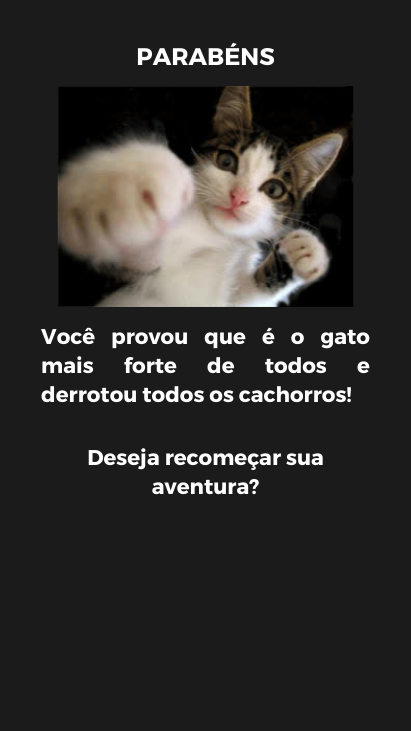 PARABÉNS
Você provou que é o gato
mais forte de todos e
derrotou todos os cachorros!
Deseja recomeçar sua
aventura?